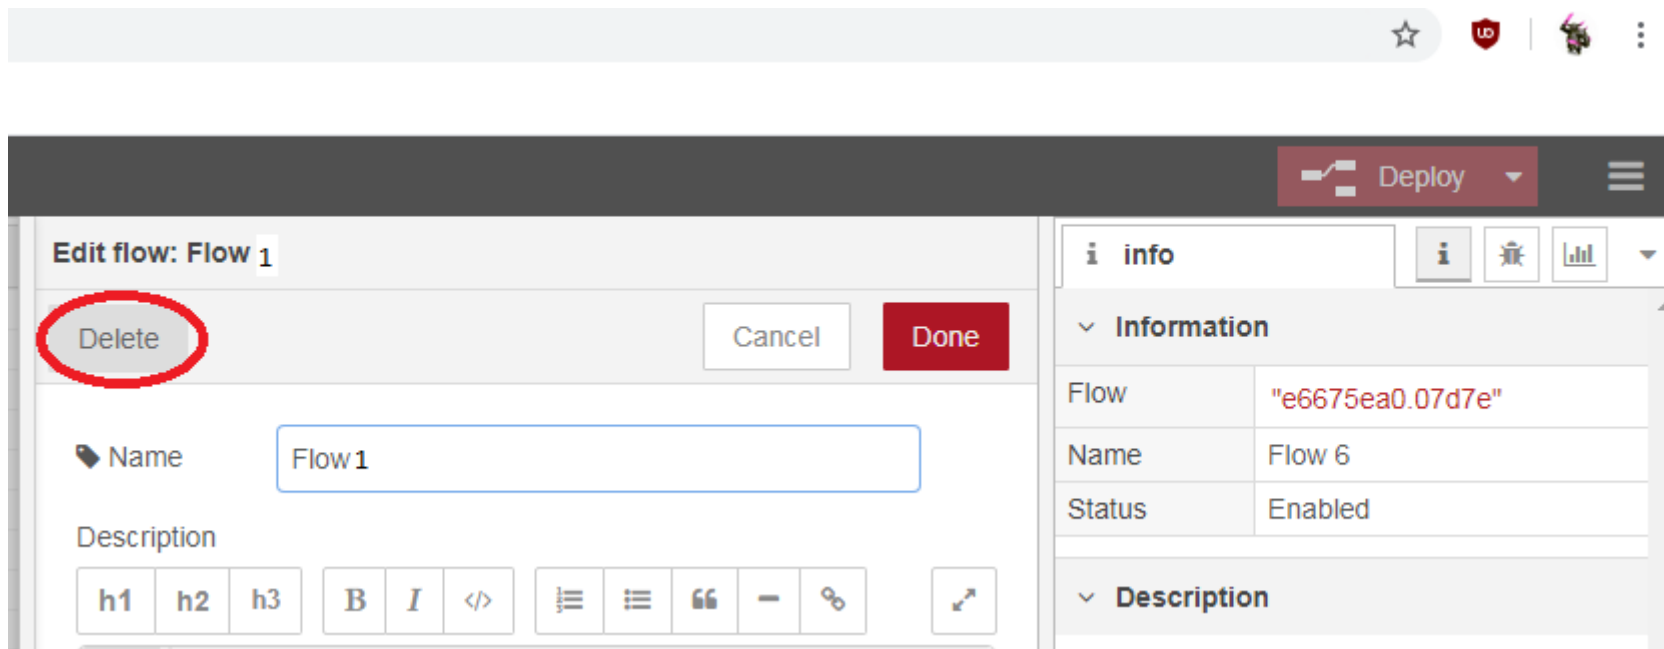 Deploy
Edit flow: Flow 1
i info
Delete Cancel Done
Information
Flow "e6675ea0.07d7e"
Name Flow 1
Name Flow 6
Status Enabled
Description
h1 h2 h3 B I </>
Description